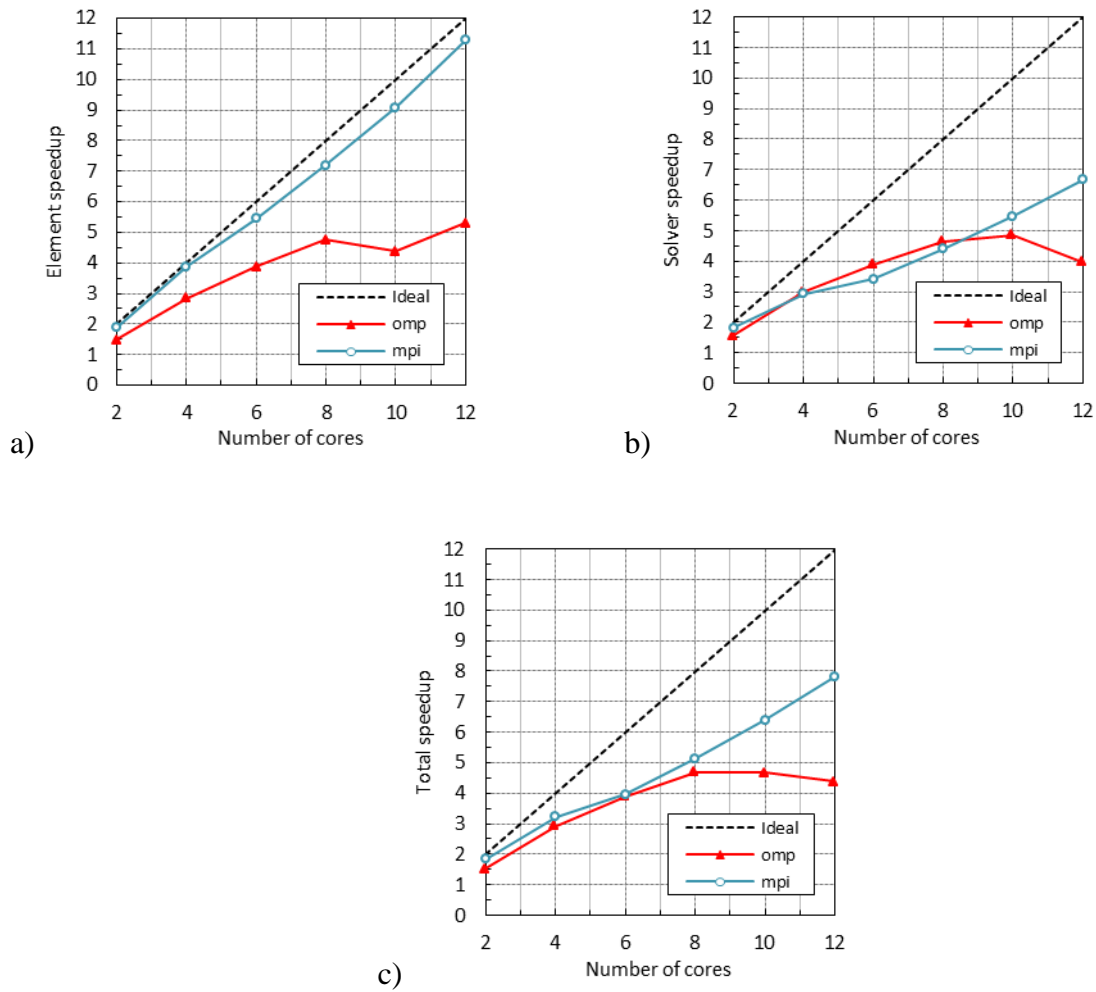 12
11
10
9
8
7
6
5
4
3
2
1
0
Element speedup
Ideal
omp
mpi
2 4 6 8 10 12
Number of cores
a)
12
11
10
9
8
7
6
5
4
3
2
1
0
Solver speedup
Ideal
omp
mpi
2 4 6 8 10 12
Number of cores
b)
12
11
10
9
8
7
6
5
4
3
2
1
0
Total speedup
Ideal
omp
mpi
2 4 6 8 10 12
Number of cores
c)